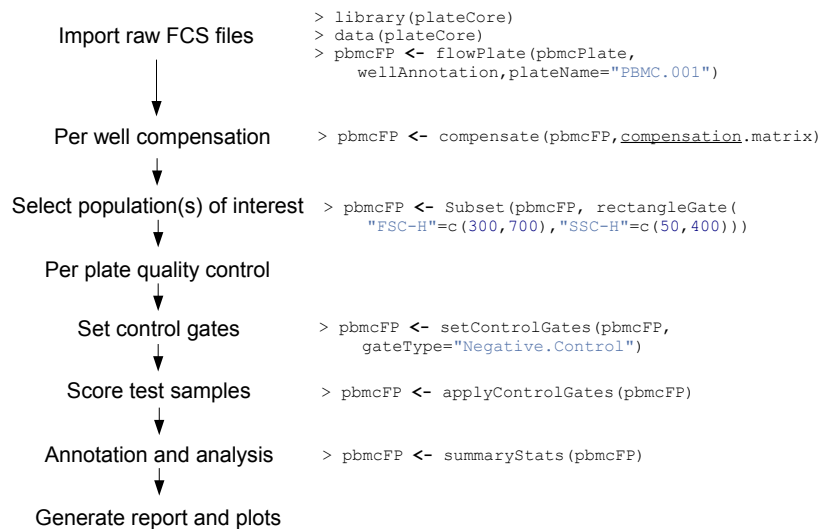 Import raw FCS files
> library(plateCore)
> data(plateCore)
> pbmcFP <- flowPlate(pbmcPlate,
wellAnnotation,plateName="PBMC.001")
Per well compensation
> pbmcFP <- compensate(pbmcFP,compensation.matrix)
Select population(s) of interest
> pbmcFP <- Subset(pbmcFP, rectangleGate(
"FSC-H"=c(300,700),"SSC-H"=c(50,400)))
Per plate quality control
Set control gates
> pbmcFP <- setControlGates(pbmcFP,
gateType="Negative.Control")
Score test samples
> pbmcFP <- applyControlGates(pbmcFP)
Annotation and analysis
> pbmcFP <- summaryStats(pbmcFP)
Generate report and plots